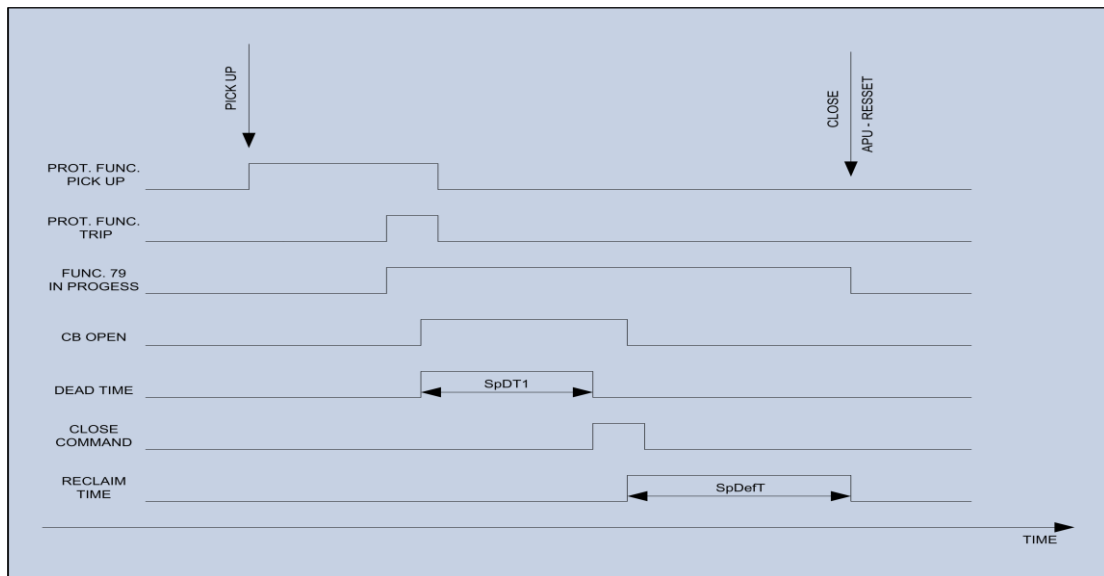 PICK UP
CLOSE
APU - RESSET
PROT. FUNC.
PICK UP
PROT. FUNC.
TRIP
FUNC. 79
IN PROGESS
CB OPEN
DEAD TIME
SpDT1
CLOSE
COMMAND
RECLAIM
TIME
SpDefT
TIME